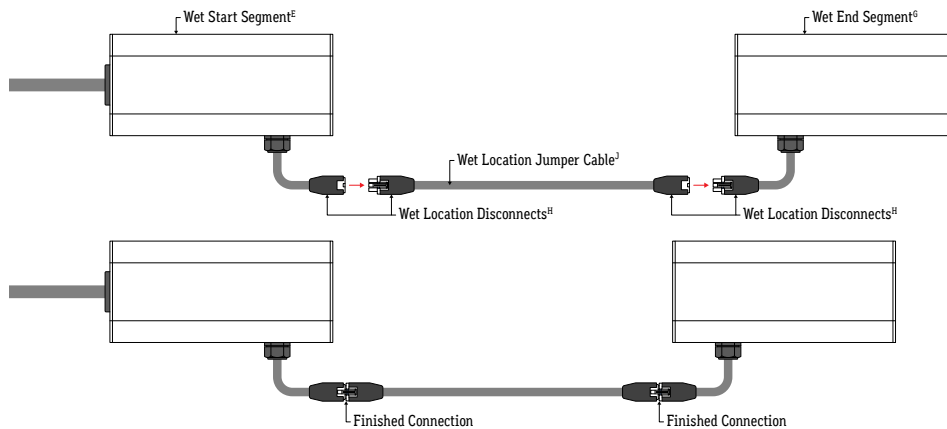 Wet Start Segmentᴱ
Wet End Segmentᴳ
Wet Location Jumper Cableᴶ
Wet Location Disconnectsᴴ
Wet Location Disconnectsᴴ
Finished Connection
Finished Connection